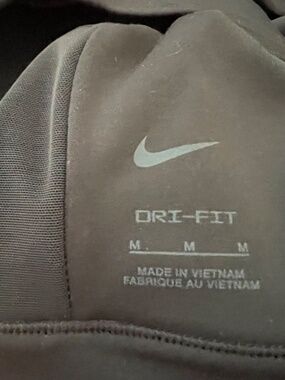 DRI-FIT
M M M
MADE IN VIETNAM
FABRIQUE AU VIETNAM